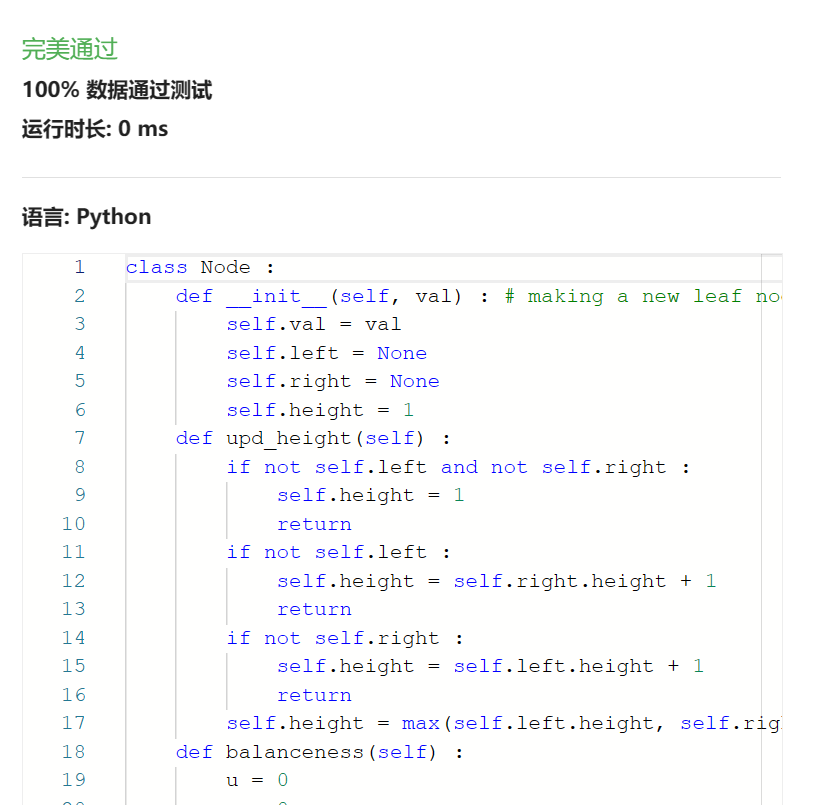 完美通过
100% 数据通过测试
运行时长: 0 ms
语言: Python
1 class Node :
2 def __init__(self, val) : # making a new leaf no
3 self.val = val
4 self.left = None
5 self.right = None
6 self.height = 1
7 def upd_height(self) :
8 if not self.left and not self.right :
9 self.height = 1
10 return
11 if not self.left :
12 self.height = self.right.height + 1
13 return
14 if not self.right :
15 self.height = self.left.height + 1
16 return
17 self.height = max(self.left.height, self.rig
18 def balanceness(self) :
19 u = 0